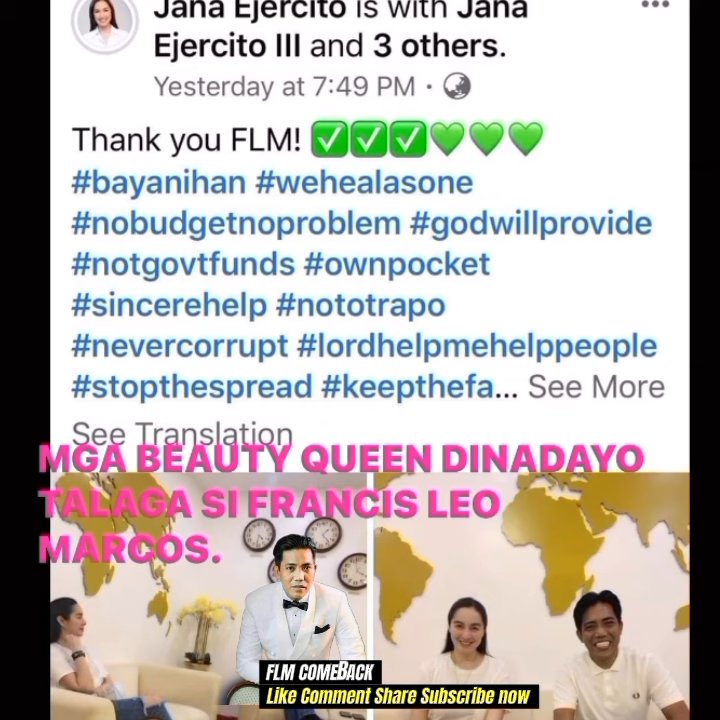 Jana Ejercito is with Jana
Ejercito III and 3 others.
Yesterday at 7:49 PM ·
Thank you FLM! ✅✅✅💚💚💚
#bayanihan #wehealasone
#nobudgetnoproblem #godwillprovide
#notgovtfunds #ownpocket
#sincerehelp #nototrapo
#nevercorrupt #lordhelpmehelppeople
#stopthespread #keepthefa... See More
See Translation
MGA BEAUTY QUEEN DINADAYO
TALAGA SI FRANCIS LEO
MARCOS.
FLM COMEBACK
Like Comment Share Subscribe now